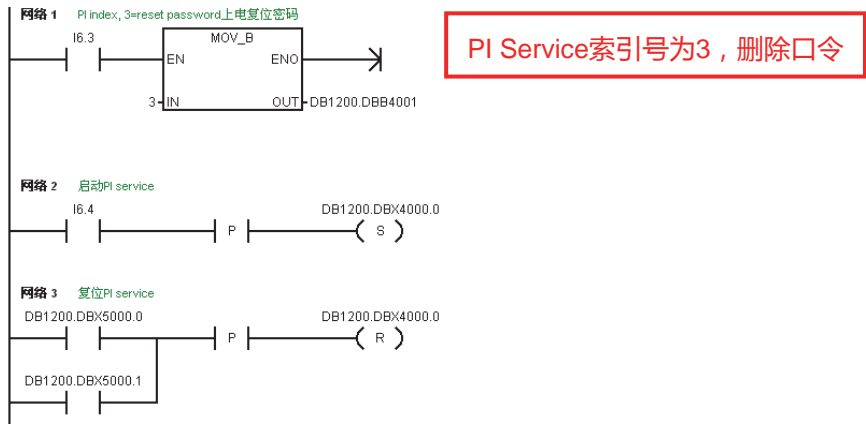 网络 1 PI index, 3=reset password上电复位密码
I6.3
MOV_B
EN ENO
3 IN OUT DB1200.DBB4001
PI Service索引号为3，删除口令
网络 2 启动PI service
I6.4 DB1200.DBX4000.0
P S
网络 3 复位PI service
DB1200.DBX5000.0 DB1200.DBX4000.0
P R
DB1200.DBX5000.1